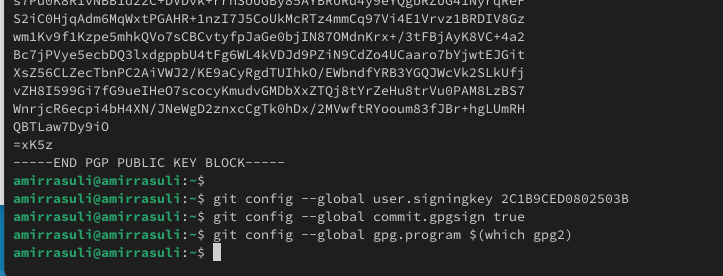 S2iC0HjqAdm6MqWxtPGAHR+1nzI7J5CoUkMcRTz4mmCq97Vi4E1Vrvz1BRDIV8Gz
wm1Kv9f1Kzpe5mhkQVo7sCBCvtyfpJaGe0bjIN87OMdnKrx+/3tFBjAyK8VC+4a2
Bc7jPVye5ecbDQ3lxdgppbU4tFg6WL4kVDJd9PZiN9CdZo4UCaaro7bYjwtEJGit
XsZ56CLZecTbnPC2AiVWJ2/KE9aCyRgdTUIhkO/EWbndfYRB3YGQJWcVk2SLkUfj
vZH8I599Gi7fG9ueIHeO7scocyKmudvGMDbXxZTQj8tYrZeHu8trVu0PAM8LzBS7
WnrjcR6ecpi4bH4XN/JNeWgD2znxcCgTk0hDx/2MVwftRYooum83fJBr+hgLUmRH
QBTLaw7Dy9iO
=xK5z
-----END PGP PUBLIC KEY BLOCK-----
amirrasuli@amirrasuli:~$
amirrasuli@amirrasuli:~$ git config --global user.signingkey 2C1B9CED0802503B
amirrasuli@amirrasuli:~$ git config --global commit.gpgsign true
amirrasuli@amirrasuli:~$ git config --global gpg.program $(which gpg2)
amirrasuli@amirrasuli:~$